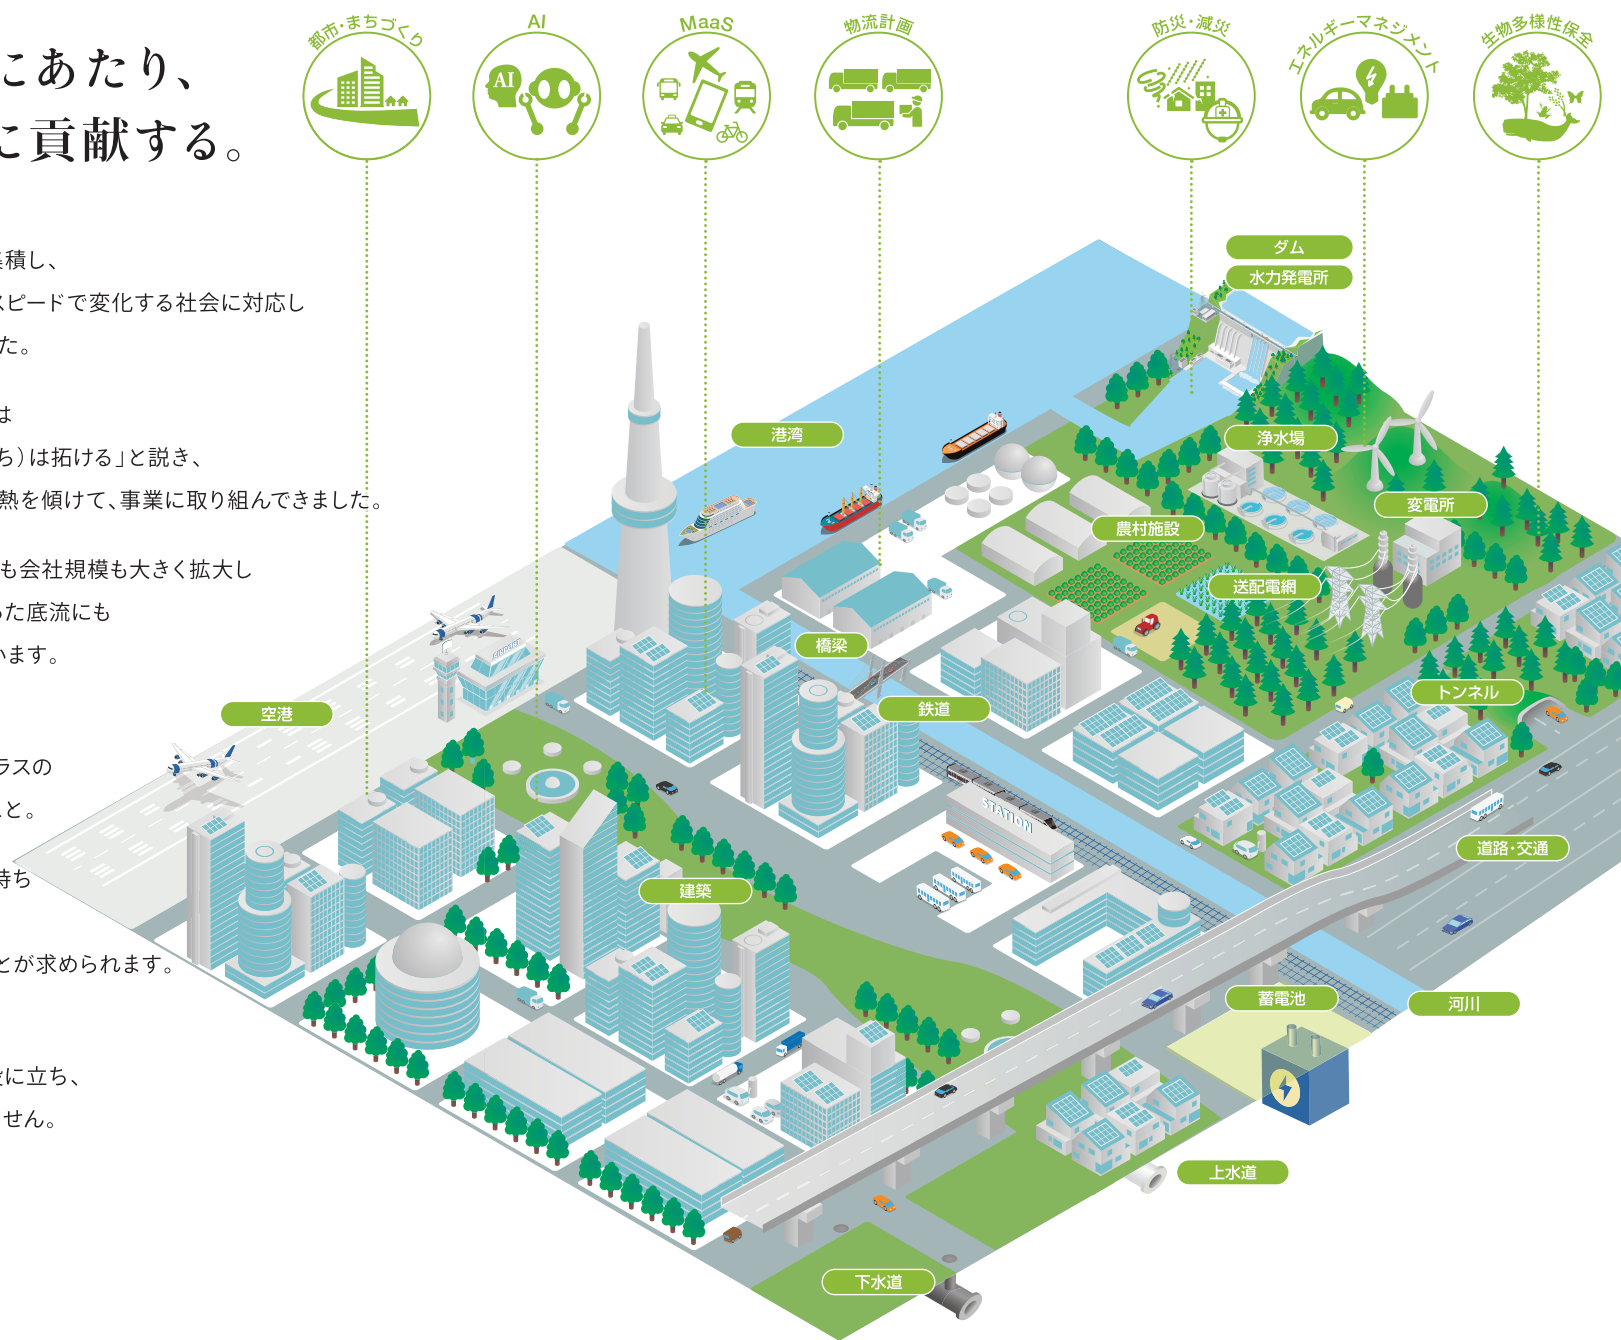 にあたり、
に貢献する。
集積し、
スピードで変化する社会に対応し
た。
は
ち）は拓ける」と説き、
熱を傾けて、事業に取り組んできました。
も会社規模も大きく拡大し
った底流にも
います。
ラスの
こと。
持ち
とが求められます。
役に立ち、
せん。
都市・まちづくり
AI
MaaS
物流計画
防災・減災
エネルギーマネジメント
生物多様性保全
AI
ダム
水力発電所
港湾
浄水場
変電所
農村施設
送配電網
橋梁
トンネル
鉄道
空港
STATION
道路・交通
建築
蓄電池
河川
上水道
下水道